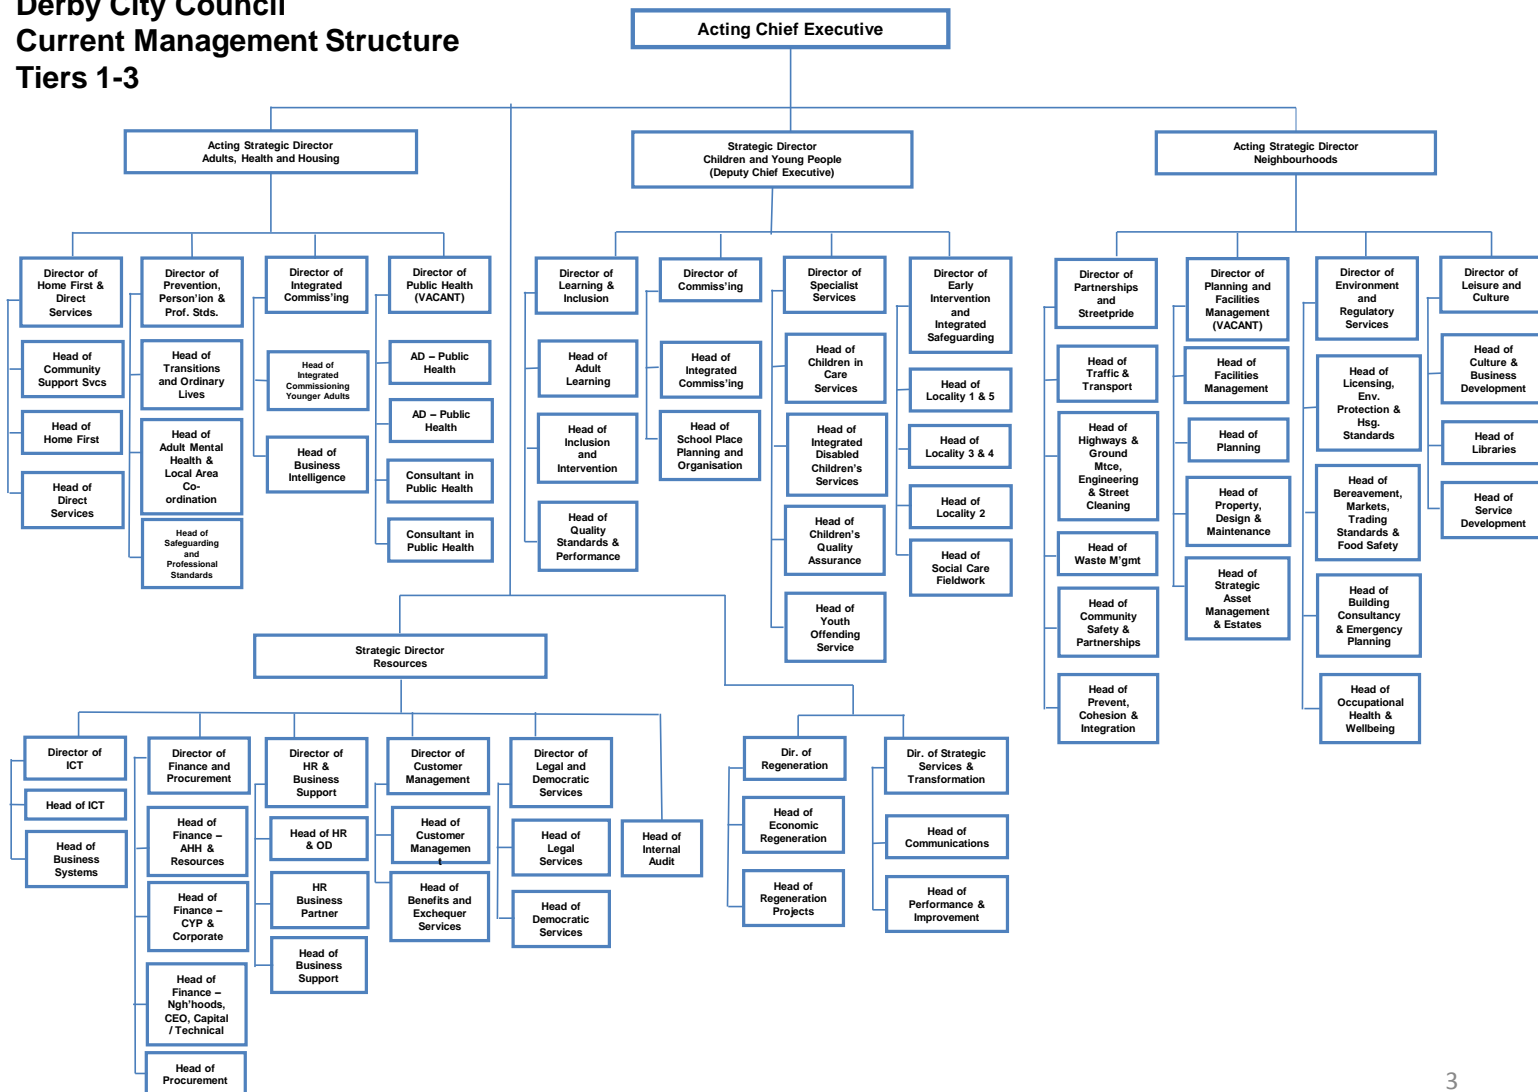 Derby City Council
Current Management Structure
Tiers 1-3
Acting Chief Executive
Acting Strategic Director
Adults, Health and Housing
Strategic Director
Children and Young People
(Deputy Chief Executive)
Acting Strategic Director
Neighbourhoods
Director of
Home First &
Direct
Services
Head of
Community
Support Svcs
Head of
Home First
Head of
Direct
Services
Director of
Prevention,
Person'ion &
Prof. Stds.
Head of
Transitions
and Ordinary
Lives
Head of
Adult Mental
Health &
Local Area
Co-
ordination
Head of
Safeguarding
and
Professional
Standards
Director of
Integrated
Commiss'ing
Head of
Integrated
Commissioning
Younger Adults
Head of
Business
Intelligence
Director of
Public Health
(VACANT)
AD – Public
Health
AD – Public
Health
Consultant in
Public Health
Consultant in
Public Health
Director of
Learning &
Inclusion
Head of
Adult
Learning
Head of
Inclusion
and
Intervention
Head of
Quality
Standards &
Performance
Director of
Commiss'ing
Head of
Integrated
Commiss'ing
Head of
School Place
Planning and
Organisation
Director of
Specialist
Services
Head of
Children in
Care
Services
Head of
Integrated
Disabled
Children's
Services
Head of
Children's
Quality
Assurance
Head of
Youth
Offending
Service
Director of
Early
Intervention
and
Integrated
Safeguarding
Head of
Locality 1 & 5
Head of
Locality 3 & 4
Head of
Locality 2
Head of
Social Care
Fieldwork
Director of
Partnerships
and
Streetpride
Head of
Traffic &
Transport
Head of
Highways &
Ground
Mtce,
Engineering
& Street
Cleaning
Head of
Waste M'gmt
Head of
Community
Safety &
Partnerships
Head of
Prevent,
Cohesion &
Integration
Director of
Planning and
Facilities
Management
(VACANT)
Head of
Facilities
Management
Head of
Planning
Head of
Property,
Design &
Maintenance
Head of
Strategic
Asset
Management
& Estates
Director of
Environment
and
Regulatory
Services
Head of
Licensing,
Env.
Protection &
Hsg.
Standards
Head of
Bereavement,
Markets,
Trading
Standards &
Food Safety
Head of
Building
Consultancy
& Emergency
Planning
Head of
Occupational
Health &
Wellbeing
Director of
Leisure and
Culture
Head of
Culture &
Business
Development
Head of
Libraries
Head of
Service
Development
Strategic Director
Resources
Director of
ICT
Head of ICT
Head of
Business
Systems
Director of
Finance and
Procurement
Head of
Finance –
AHH &
Resources
Head of
Finance –
CYP &
Corporate
Head of
Finance –
Ngh'hoods,
CEO, Capital
/ Technical
Head of
Procurement
Director of
HR &
Business
Support
Head of HR
& OD
HR
Business
Partner
Head of
Business
Support
Director of
Customer
Management
Head of
Customer
Managemen
t
Head of
Benefits and
Exchequer
Services
Director of
Legal and
Democratic
Services
Head of
Legal
Services
Head of
Democratic
Services
Head of
Internal
Audit
Dir. of
Regeneration
Head of
Economic
Regeneration
Head of
Regeneration
Projects
Dir. of Strategic
Services &
Transformation
Head of
Communications
Head of
Performance &
Improvement
3